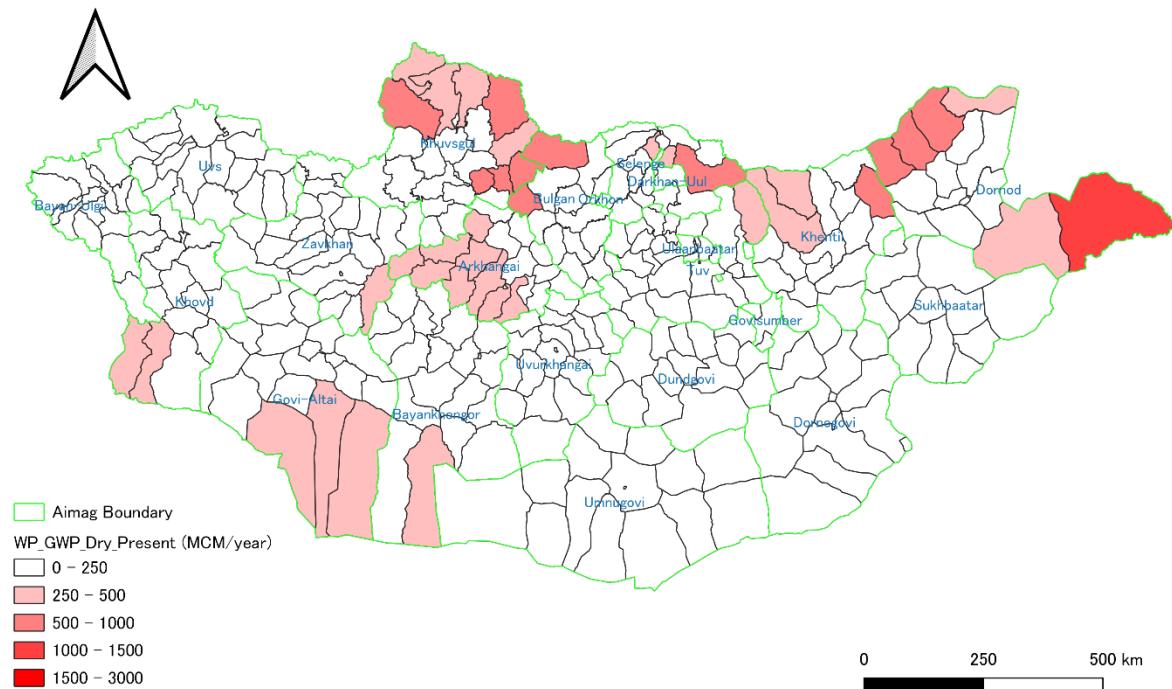 Uvs
Khuvsgul
Selenge
Darkhan-Uul
Bayan-Ulgi
Bulgan
Orkhon
Dornod
Khentii
Zavkhan
Arkhangai
Ulaanbaatar
Tuv
Khovd
Sukhbaatar
Govisumber
Uvurkhangai
Dundgovi
Govi-Altai
Bayankhongor
Dornogovi
Umnugovi
Aimag Boundary
WP_GWP_Dry_Present (MCM/year)
0 - 250
250 - 500
500 - 1000
1000 - 1500
1500 - 3000
0 250 500 km